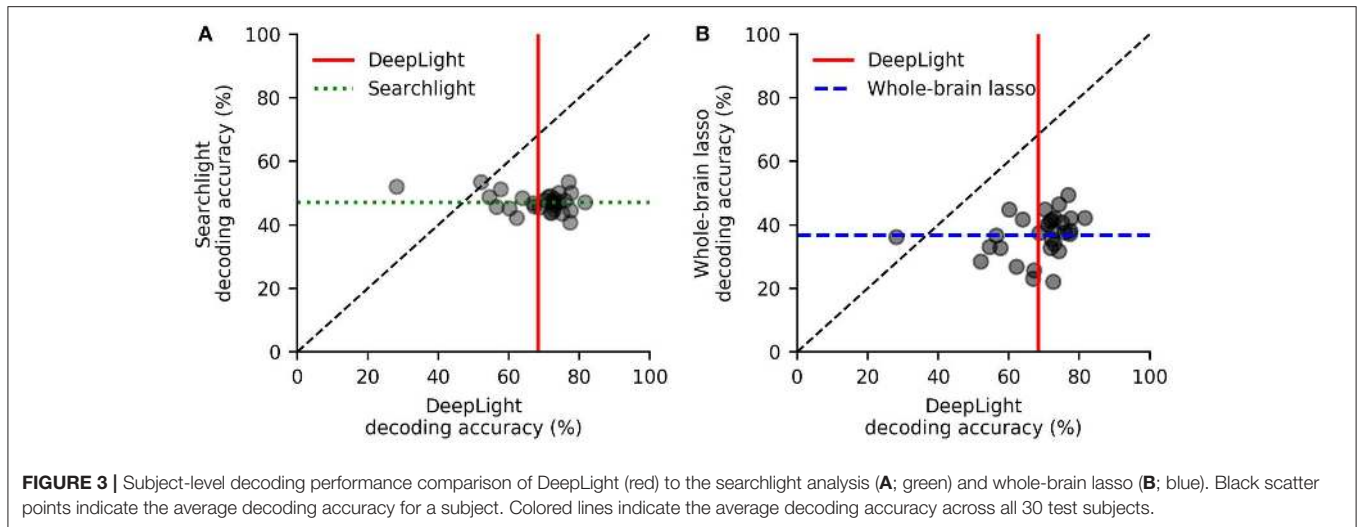 A
100
80
60
40
20
0
DeepLight
Searchlight
Searchlight
decoding accuracy (%)
0 20 40 60 80 100
DeepLight
decoding accuracy (%)
B
100
80
60
40
20
0
DeepLight
Whole-brain lasso
Whole-brain lasso
decoding accuracy (%)
0 20 40 60 80 100
DeepLight
decoding accuracy (%)
FIGURE 3 | Subject-level decoding performance comparison of DeepLight (red) to the searchlight analysis (A; green) and whole-brain lasso (B; blue). Black scatter
points indicate the average decoding accuracy for a subject. Colored lines indicate the average decoding accuracy across all 30 test subjects.